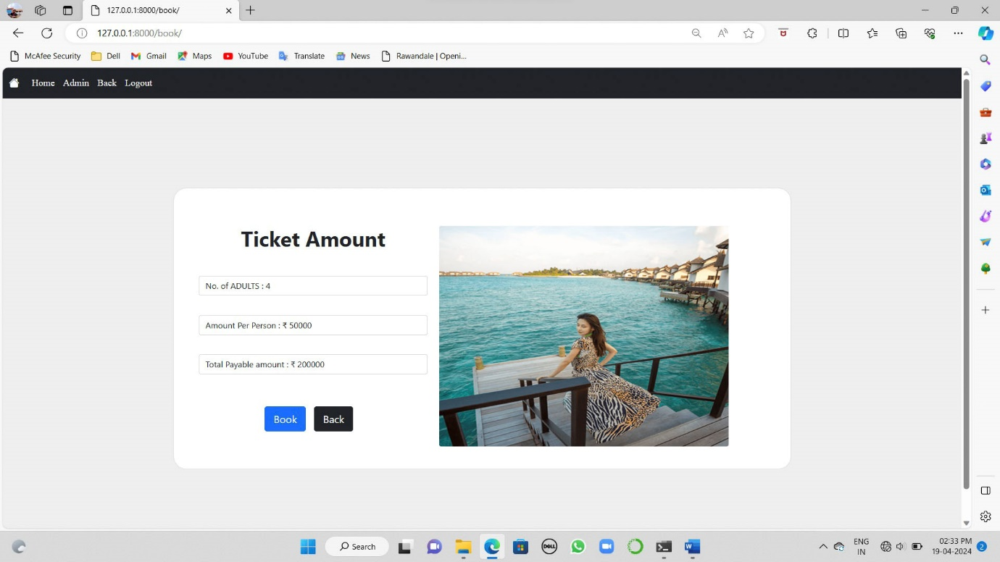 127.0.0.1:8000/book/
127.0.0.1:8000/book/
McAfee Security Dell Gmail Maps YouTube Translate News Rawandale | Openi...
Home Admin Back Logout
Ticket Amount
No. of ADULTS : 4
Amount Per Person : ₹ 50000
Total Payable amount : ₹ 200000
Book Back
Search
DELL
ENG
IN
02:33 PM
19-04-2024
2